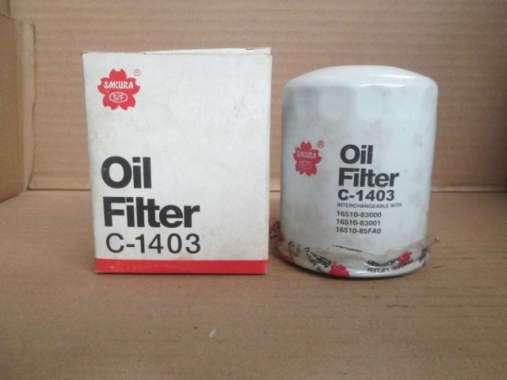 SAKURA
Oil
Filter
C-1403
SAKURA
Oil
Filter
C-1403
INTERCHANGEABLE WITH
16510-83000
16510-83001
16510-85FA0